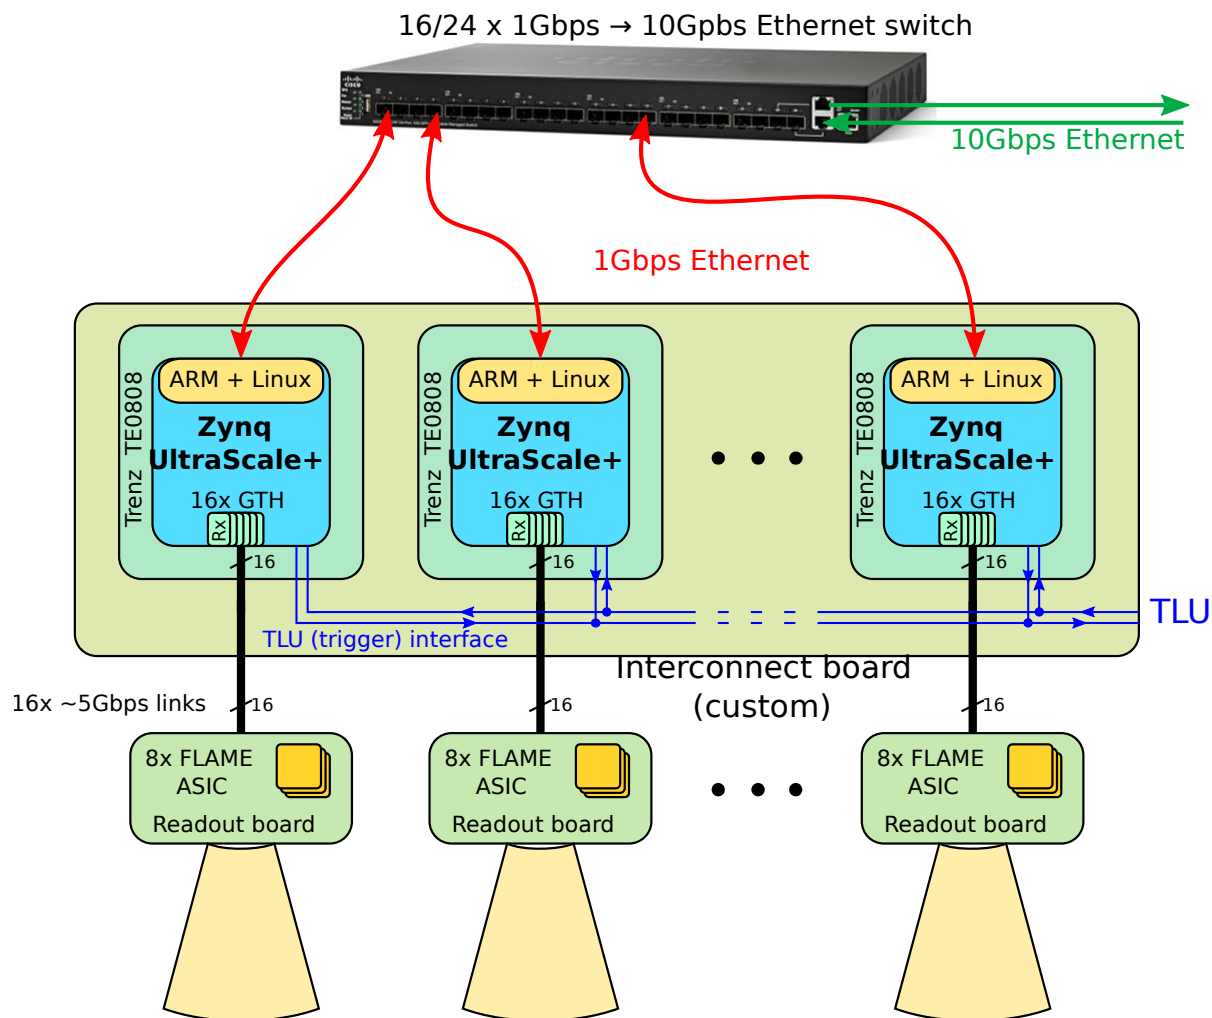 16/24 x 1Gbps → 10Gpbs Ethernet switch
CISCO
10Gbps Ethernet
1Gbps Ethernet
ARM + Linux
ARM + Linux
ARM + Linux
Trenz TE0808
Zynq
UltraScale+
Trenz TE0808
Zynq
UltraScale+
Trenz TE0808
Zynq
UltraScale+
16x GTH
16x GTH
16x GTH
Rx
Rx
Rx
16
16
16
TLU
TLU (trigger) interface
Interconnect board
(custom)
16x ~5Gbps links
16
16
16
8x FLAME
ASIC
Readout board
8x FLAME
ASIC
Readout board
8x FLAME
ASIC
Readout board